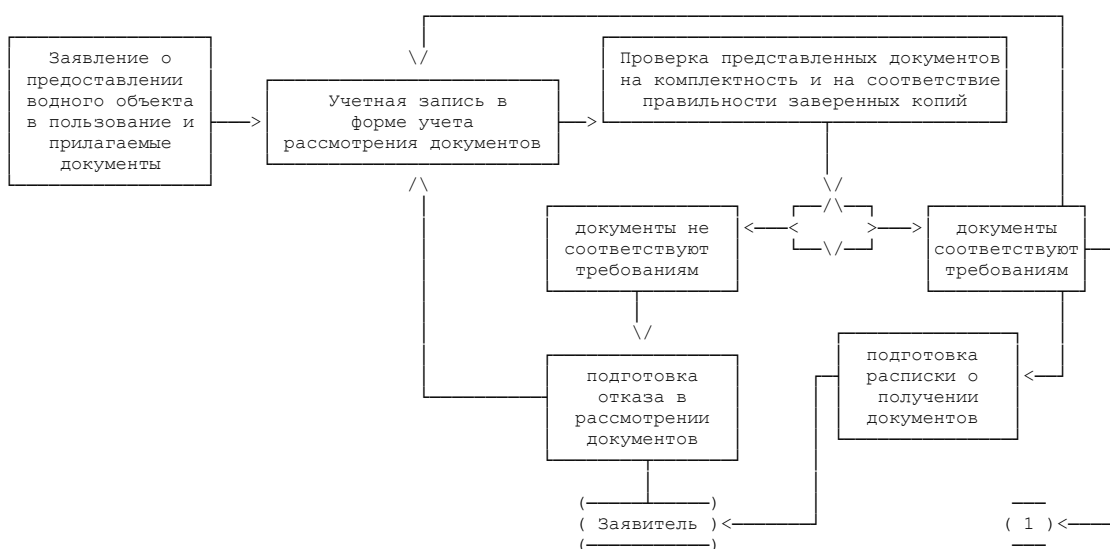 Заявление о
предоставлении
водного объекта
в пользование и
прилагаемые
документы
Учетная запись в
форме учета
рассмотрения документов
Проверка представленных документов
на комплектность и на соответствие
правильности заверенных копий
документы не
соответствуют
требованиям
документы
соответствуют
требованиям
подготовка
отказа в
рассмотрении
документов
подготовка
расписки о
получении
документов
( Заявитель )
( 1 )